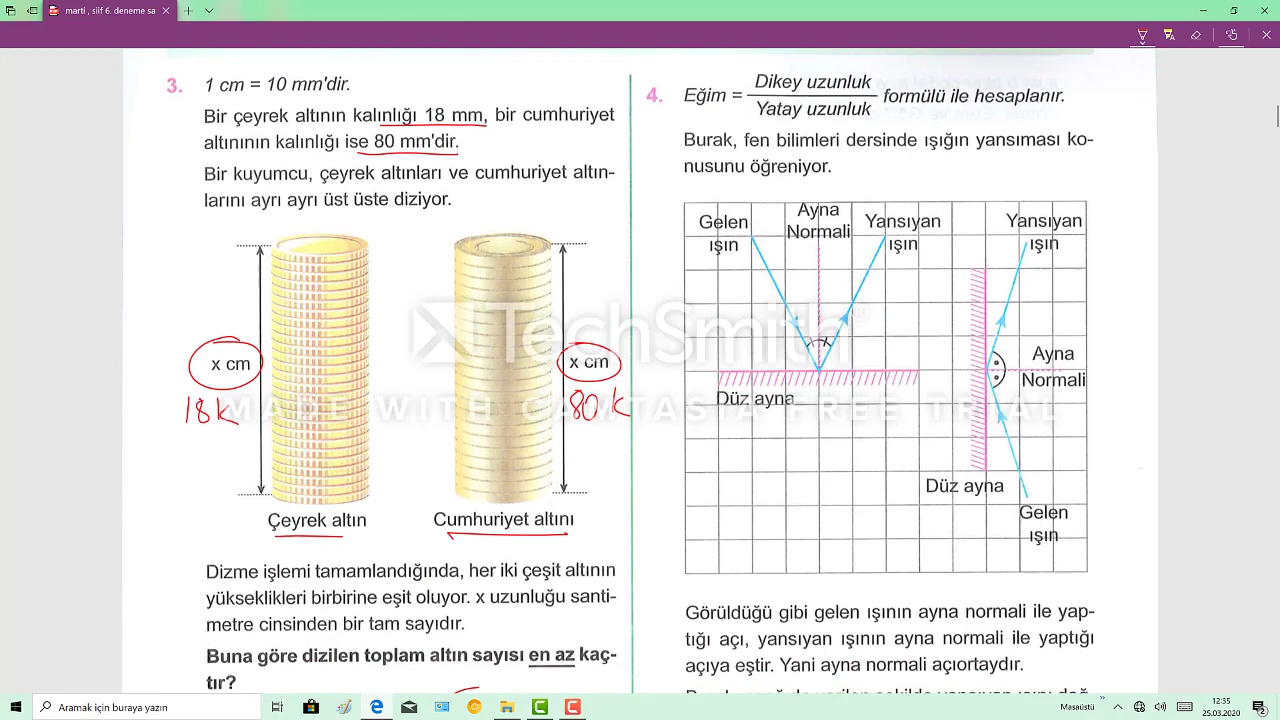 marti , siif 6. deneme sa
3.
1 cm = 10 mm'dir.
Bir çeyrek altının kalınlığı 18 mm, bir cumhuriyet
altınının kalınlığı ise 80 mm'dir.
Bir kuyumcu, çeyrek altınları ve cumhuriyet altın-
larını ayrı ayrı üst üste diziyor.
x cm
x cm
18k
80k
Çeyrek altın
Cumhuriyet altını
Dizme işlemi tamamlandığında, her iki çeşit altının
yükseklikleri birbirine eşit oluyor. x uzunluğu santi-
metre cinsinden bir tam sayıdır.
Buna göre dizilen toplam altın sayısı en az kaç-
tır?
4.
Eğim = Dikey uzunluk
Yatay uzunluk
formülü ile hesaplanır.
Burak, fen bilimleri dersinde ışığın yansıması ko-
nusunu öğreniyor.
Gelen
ışın
Ayna
Normali
Yansıyan
ışın
Yansıyan
ışın
Düz ayna
Ayna
Normali
Düz ayna
Gelen
ışın
Görüldüğü gibi gelen ışının ayna normali ile yap-
tığı açı, yansıyan ışının ayna normali ile yaptığı
açıya eştir. Yani ayna normali açıortaydır.
TechSmith®
MADE WITH CAMTASIA FREE TRIAL
Aramak için buraya yazın
Masaüstü
12:35
25.03.2020
2